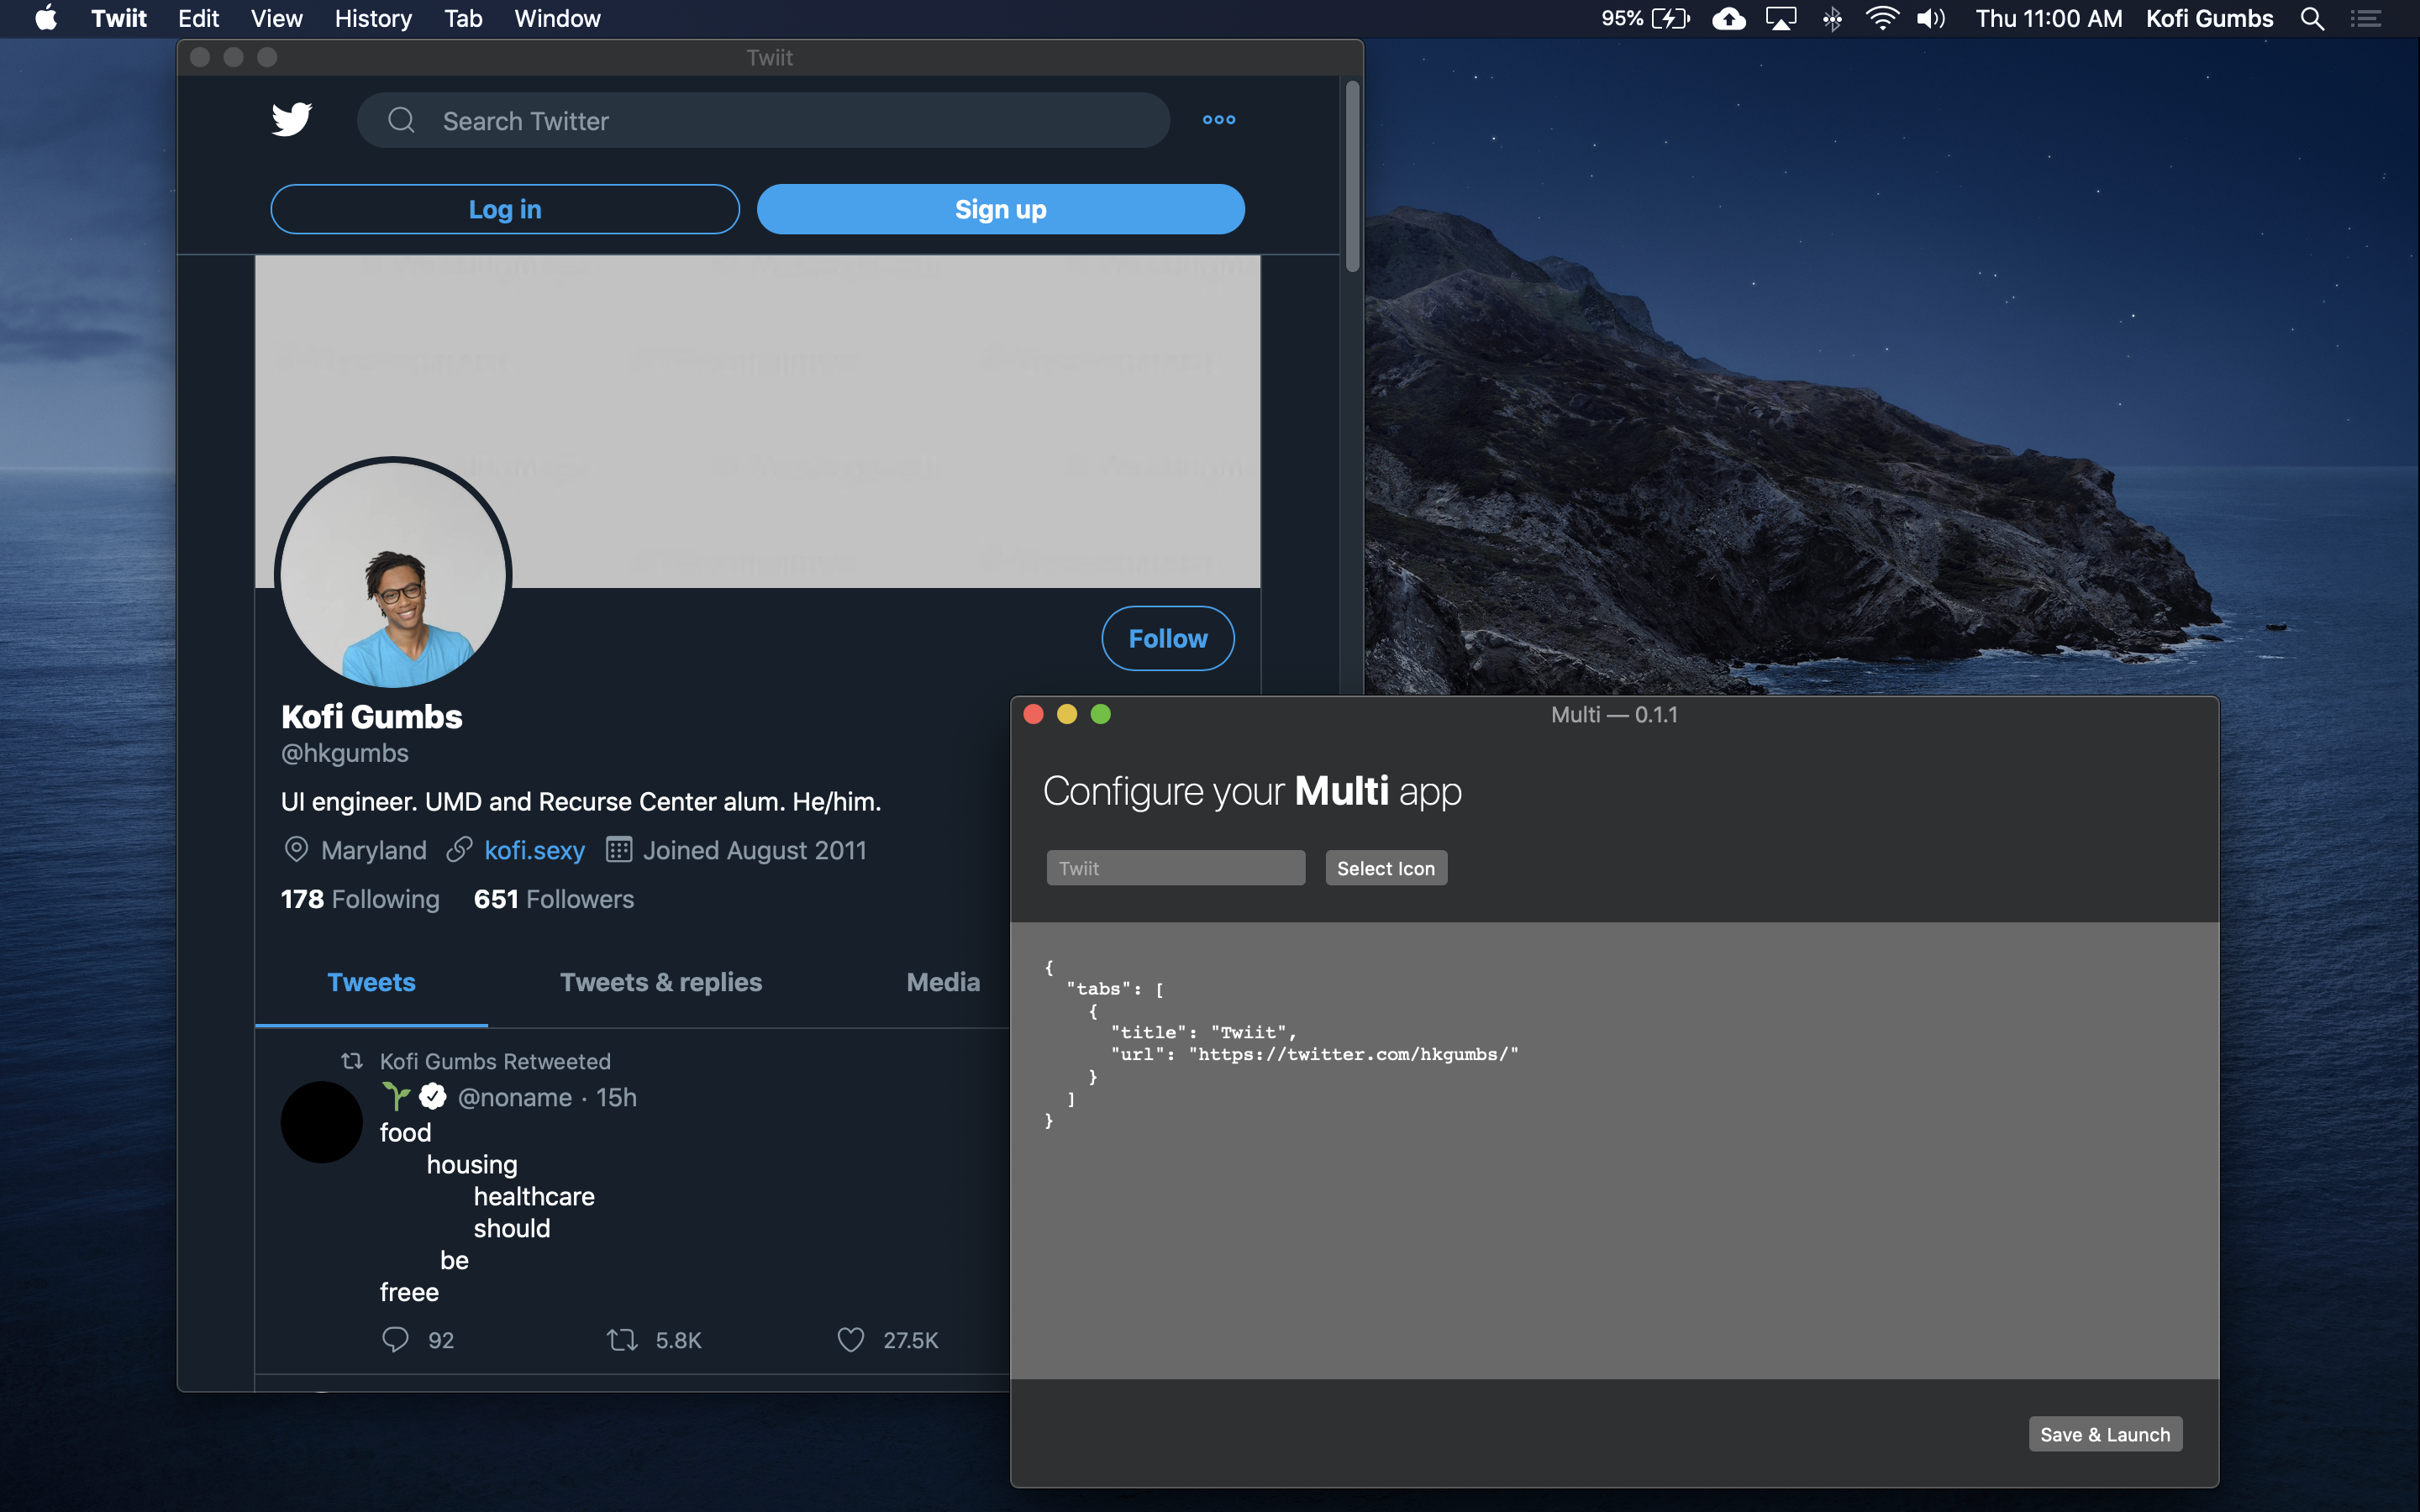 Twiit Edit View History Tab Window 95% Thu 11:00 AM Kofi Gumbs
Twiit
Search Twitter
Log in Sign up
Follow
Kofi Gumbs
@hkgumbs
UI engineer. UMD and Recurse Center alum. He/him.
Maryland kofi.sexy Joined August 2011
178 Following 651 Followers
Tweets Tweets & replies Media
Kofi Gumbs Retweeted
@noname · 15h
food
housing
healthcare
should
be
freee
92 5.8K 27.5K
Multi — 0.1.1
Configure your Multi app
Twiit Select Icon
{
"tabs": [
{
"title": "Twiit",
"url": "https://twitter.com/hkgumbs/"
}
]
}
Save & Launch